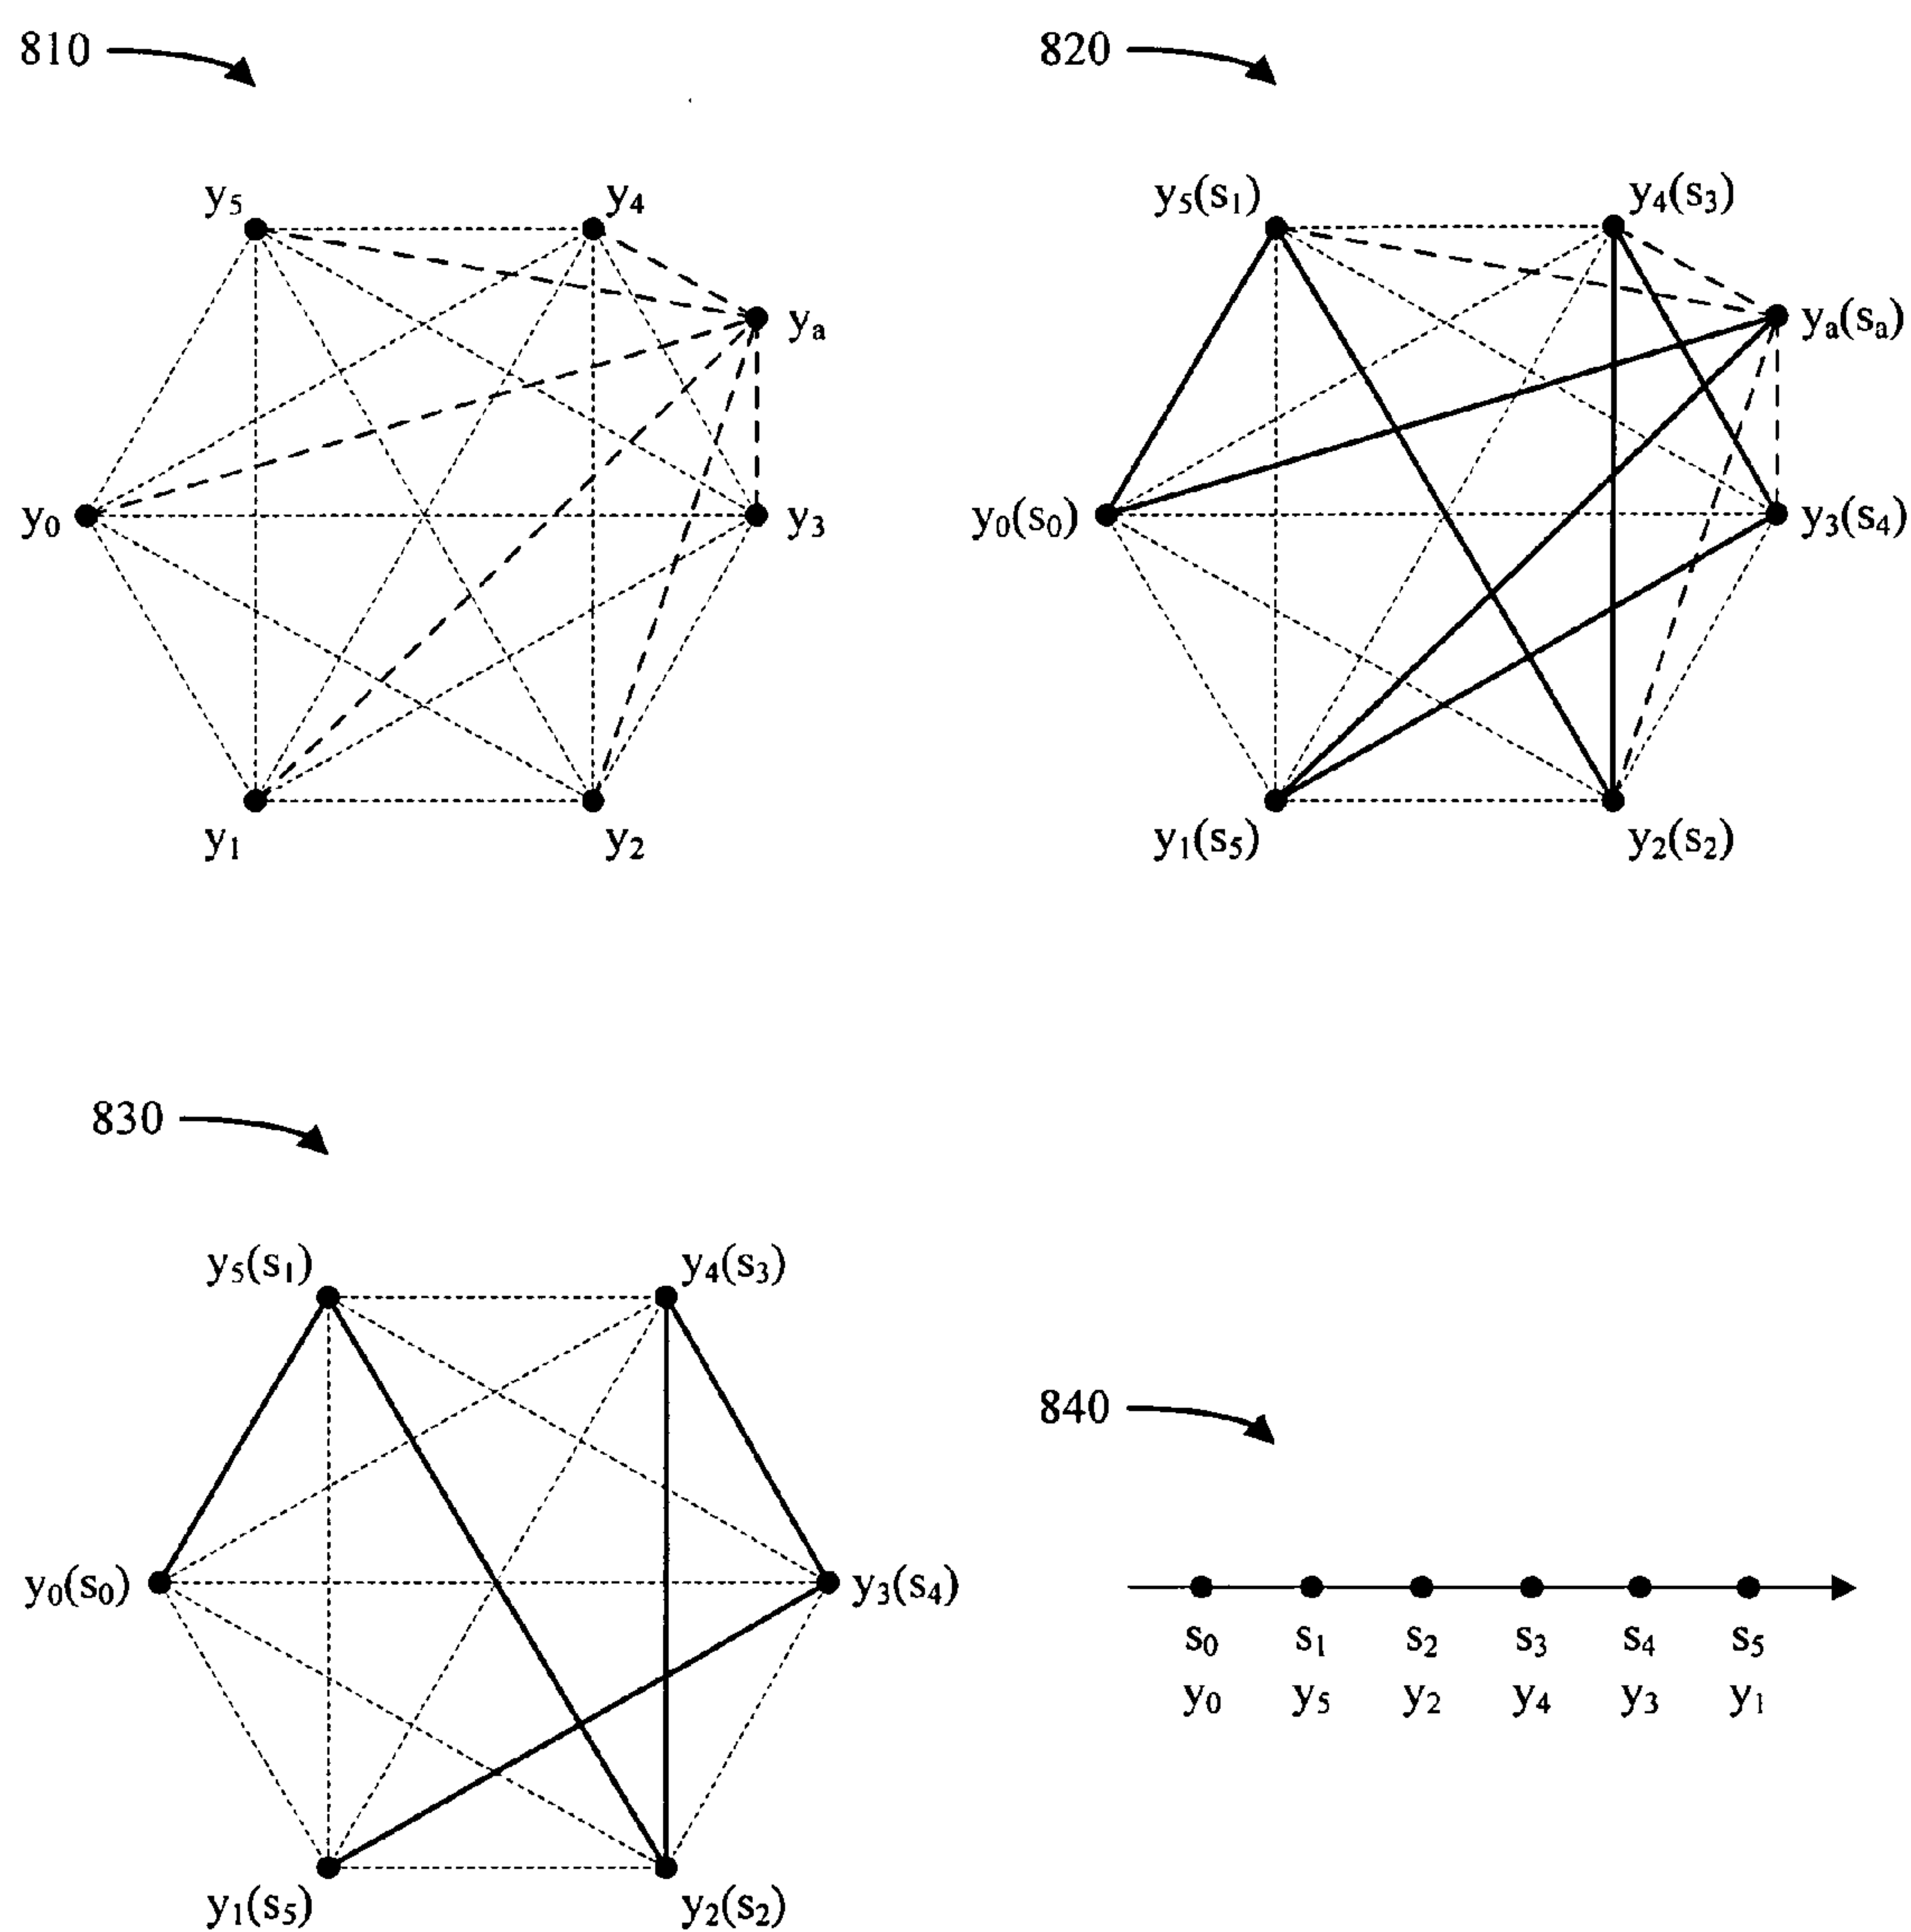 810
820
y5 y4
ya
y0
y3
y1 y2
y5(s1) y4(s3)
ya(sa)
y0(s0)
y3(s4)
y1(s5) y2(s2)
830
y5(s1) y4(s3)
y0(s0)
y3(s4)
y1(s5) y2(s2)
840
s0 s1 s2 s3 s4 s5
y0 y5 y2 y4 y3 y1